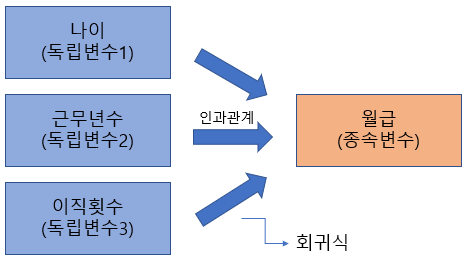 나이
(독립변수1)
근무년수
(독립변수2)
이직횟수
(독립변수3)
인과관계
월급
(종속변수)
회귀식